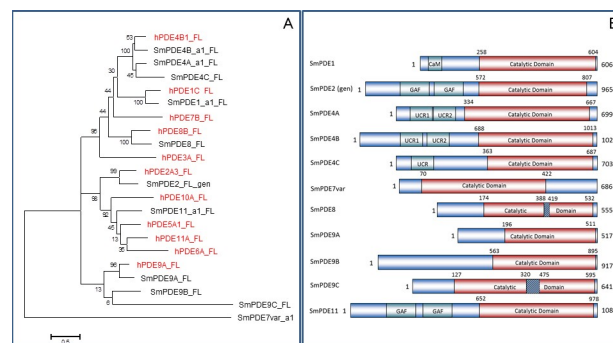 A
53
hPDE4B1_FL
SmPDE4B_a1_FL
100
SmPDE4A_a1_FL
30
46
SmPDE4C_FL
44
hPDE1C_FL
100
SmPDE1_a1_FL
44
hPDE7B_FL
hPDE8B_FL
100
SmPDE8_FL
96
hPDE3A_FL
hPDE2A3_FL
99
SmPDE2_FL_gen
98
hPDE10A_FL
92
SmPDE11_a1_FL
45
hPDE5A1_FL
13
hPDE11A_FL
35
hPDE6A_FL
hPDE9A_FL
96
SmPDE9A_FL
13
SmPDE9B_FL
6
SmPDE9C_FL
SmPDE7var_a1
0.5
258 604
SmPDE1 1 CaM Catalytic Domain 606
572 807
SmPDE2 (gen) 1 GAF GAF Catalytic Domain 965
334 667
SmPDE4A 1 UCR1 UCR2 Catalytic Domain 699
688 1013
SmPDE4B 1 UCR1 UCR2 Catalytic Domain 102
363 687
SmPDE4C 1 UCR Catalytic Domain 703
70 422
SmPDE7var 1 Catalytic Domain 686
174 388 419 532
SmPDE8 1 Catalytic Domain 555
196 511
SmPDE9A 1 Catalytic Domain 517
563 895
SmPDE9B 1 Catalytic Domain 917
127 320 475 595
SmPDE9C 1 Catalytic Domain 641
652 978
SmPDE11 1 GAF GAF Catalytic Domain 108